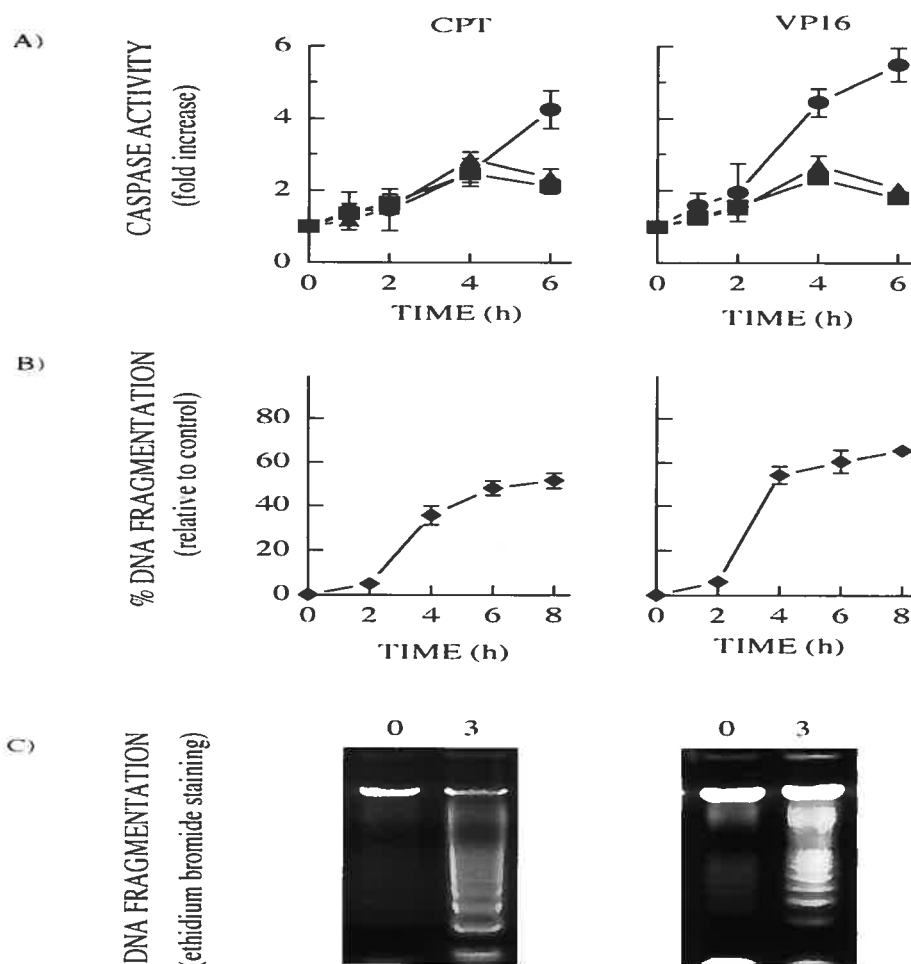 A)
CPT
VP16
CASPASE ACTIVITY
(fold increase)
6
4
2
0
0 2 4 6
TIME (h)
0 2 4 6
TIME (h)
B)
% DNA FRAGMENTATION
(relative to control)
80
60
40
20
0
0 2 4 6 8
TIME (h)
0 2 4 6 8
TIME (h)
C)
DNA FRAGMENTATION
(ethidium bromide staining)
0 3
0 3